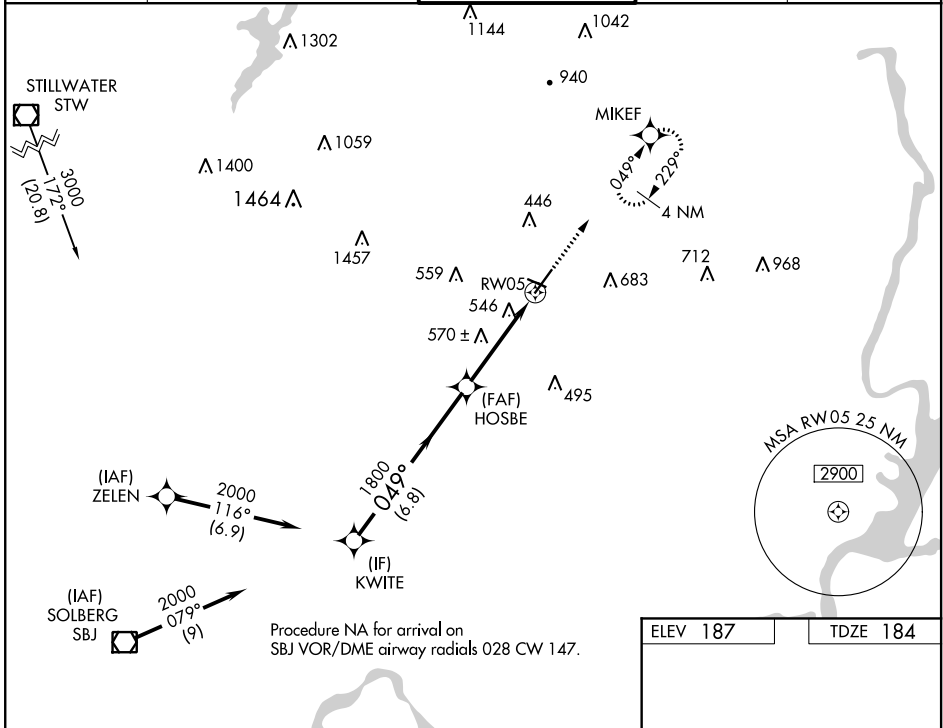 1144
1042
1302
940
STILLWATER
STW
MIKEF
1059
1400
3000
172°
(20.8)
049°
229°
1464
446
4 NM
1457
559
RW05
683
712
968
546
570 ±
(FAF)
HOSBE
495
MSA RW05 25 NM
2900
(IAF)
ZELEN
2000
116°
(6.9)
1800
049°
(6.8)
(IF)
KWITE
(IAF)
SOLBERG
SBJ
2000
079°
(9)
Procedure NA for arrival on
SBJ VOR/DME airway radials 028 CW 147.
ELEV 187
TDZE 184